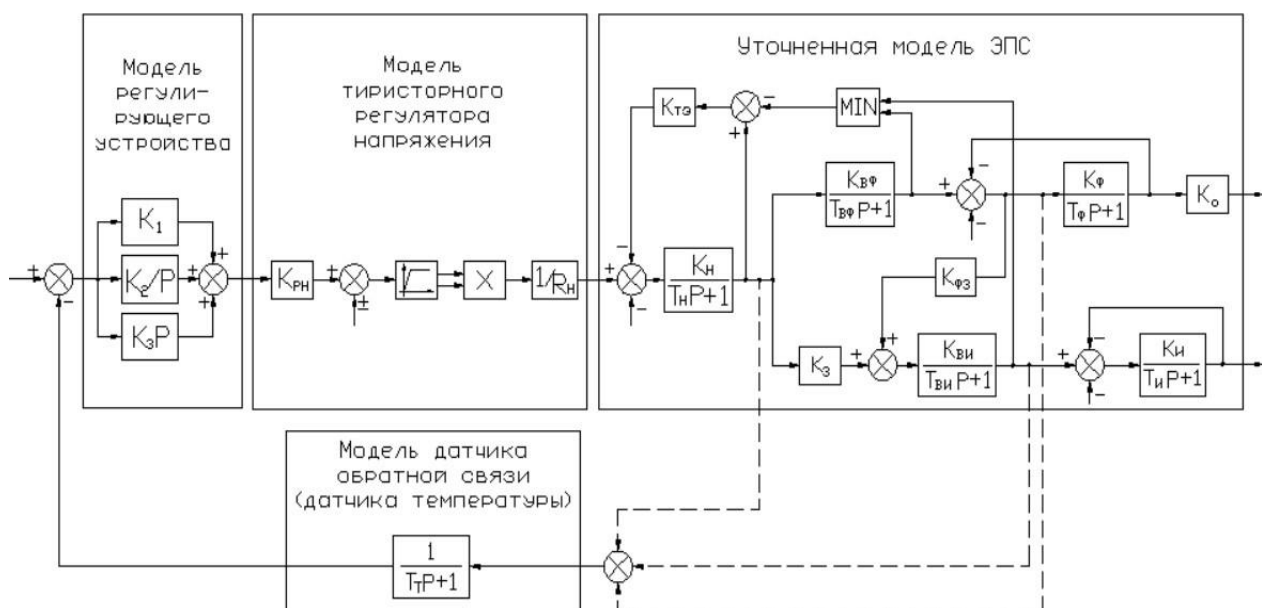 Модель
регули-
рующего
устройства
Модель
тиристорного
регулятора
напряжения
Уточненная модель ЭПС
K₁
K₂/P
K₃P
Kрн
X
1/Rн
Kтэ
MIN
Kн
TнP+1
Kвф
TвфP+1
Kф
TфP+1
Kо
Kфз
Kз
Kви
TвиP+1
Kи
TиP+1
Модель датчика
обратной связи
(датчика температуры)
1
TтP+1